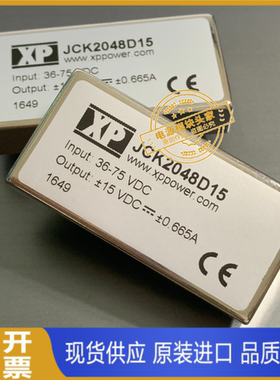 XP
JCK2048D15
www.xppower.com
Input: 36-75 VDC
Output: ±15 VDC ⎓ ±0.665A
1649
CE
XP
JCK2048D15
www.xppower.com
Input: 36-75 VDC
Output: ±15 VDC ⎓ ±0.665A
1649
CE
开
票
现货供应 原装进口 品质